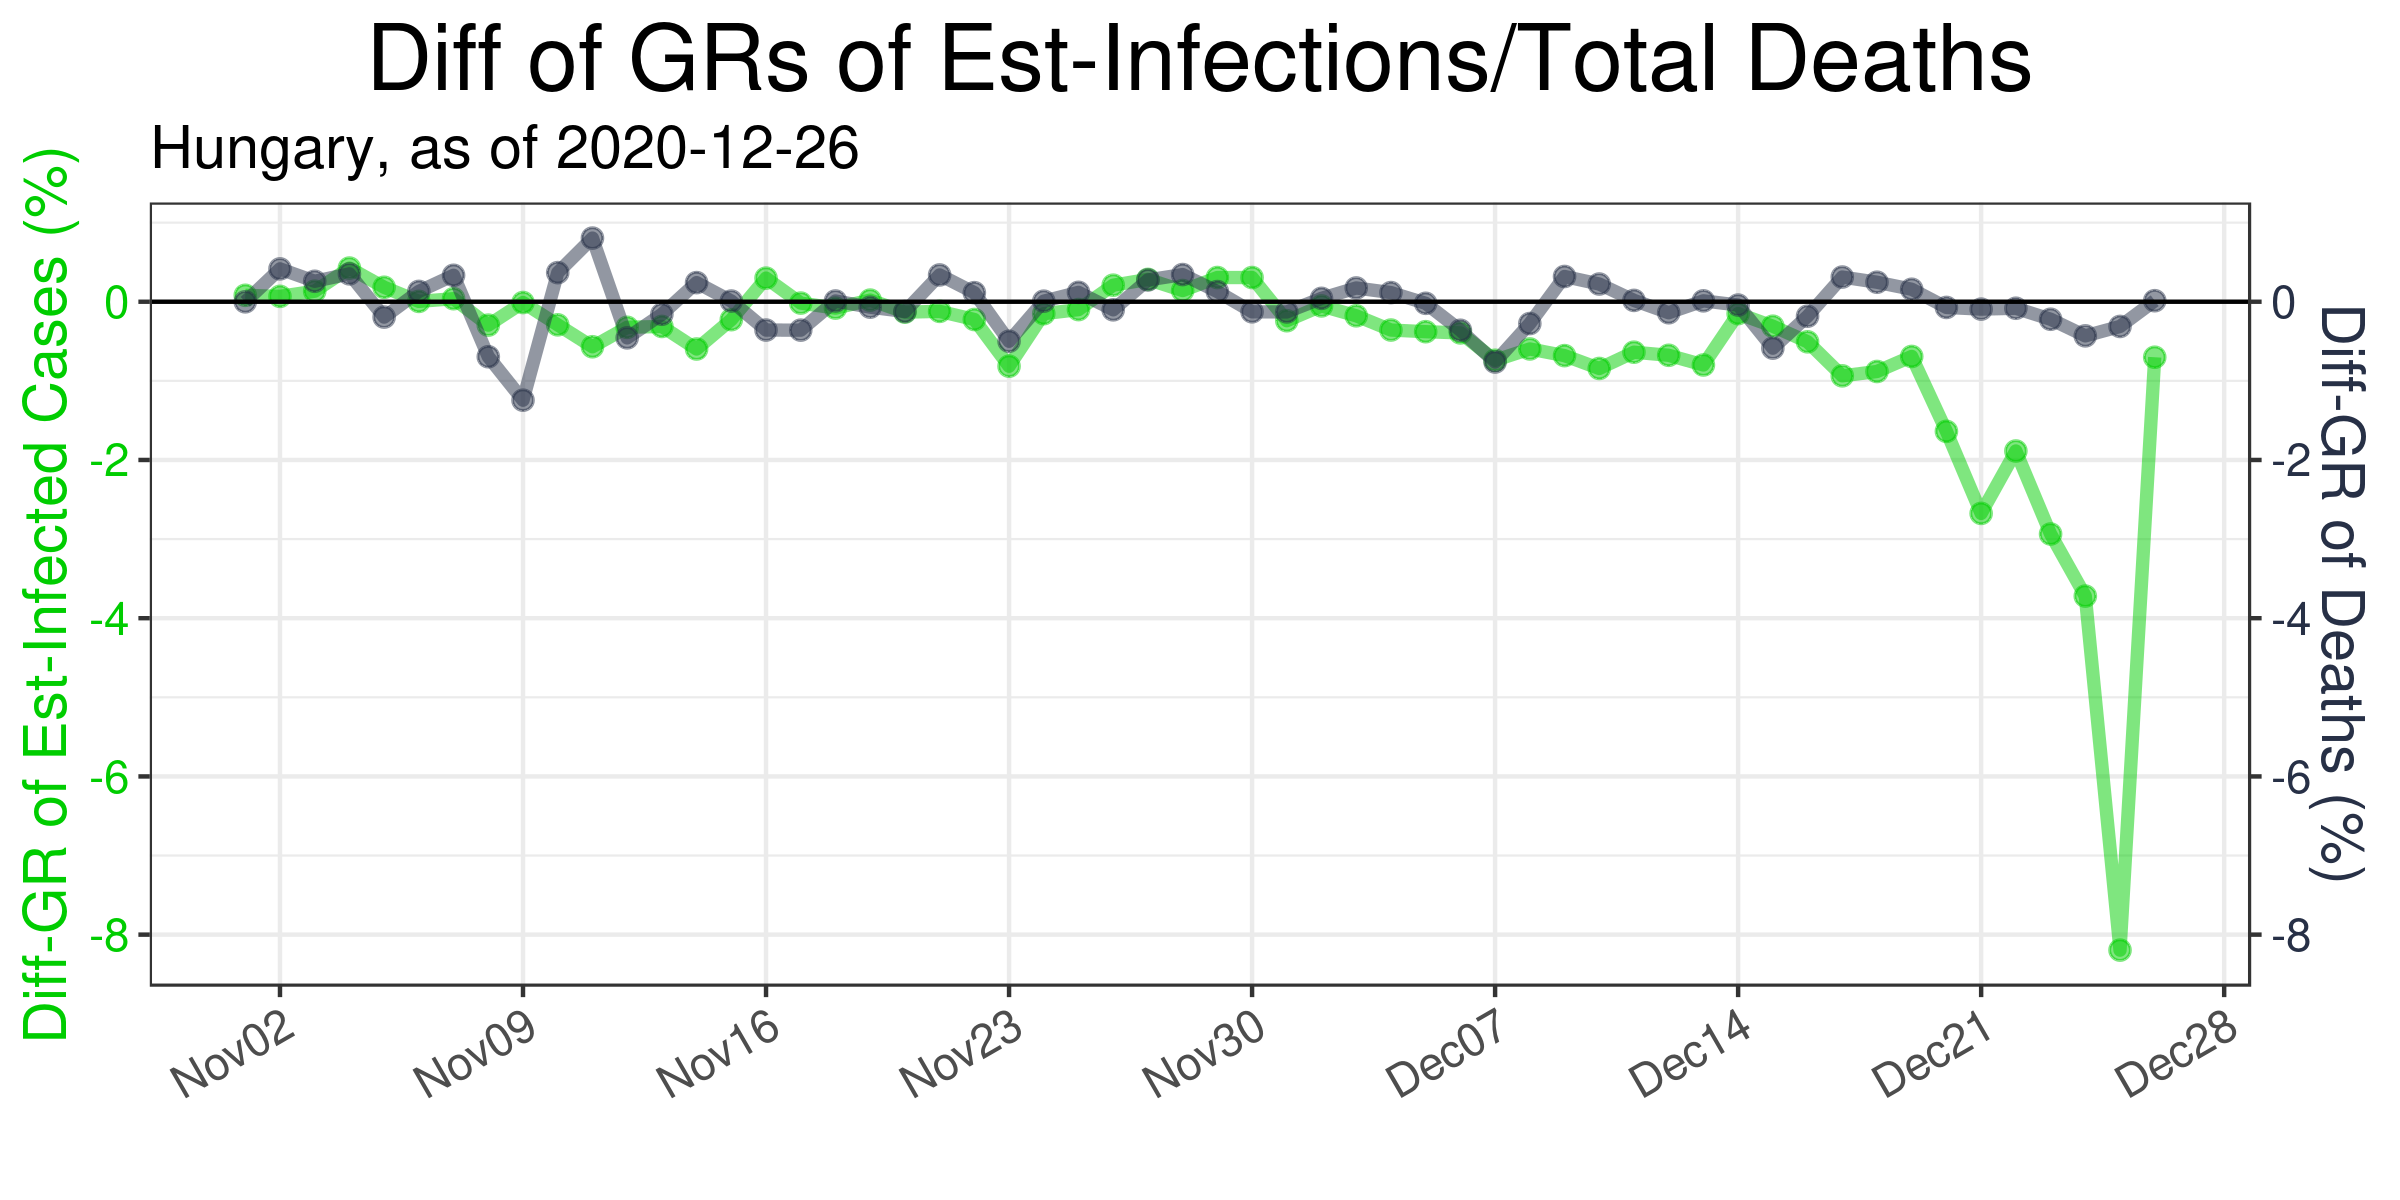 Diff of GRs of Est-Infections/Total Deaths
Hungary, as of 2020-12-26
Diff-GR of Est-Infected Cases (%)
0
-2
-4
-6
-8
0
-2
-4
-6
-8
Diff-GR of Deaths (%)
Nov02
Nov09
Nov16
Nov23
Nov30
Dec07
Dec14
Dec21
Dec28